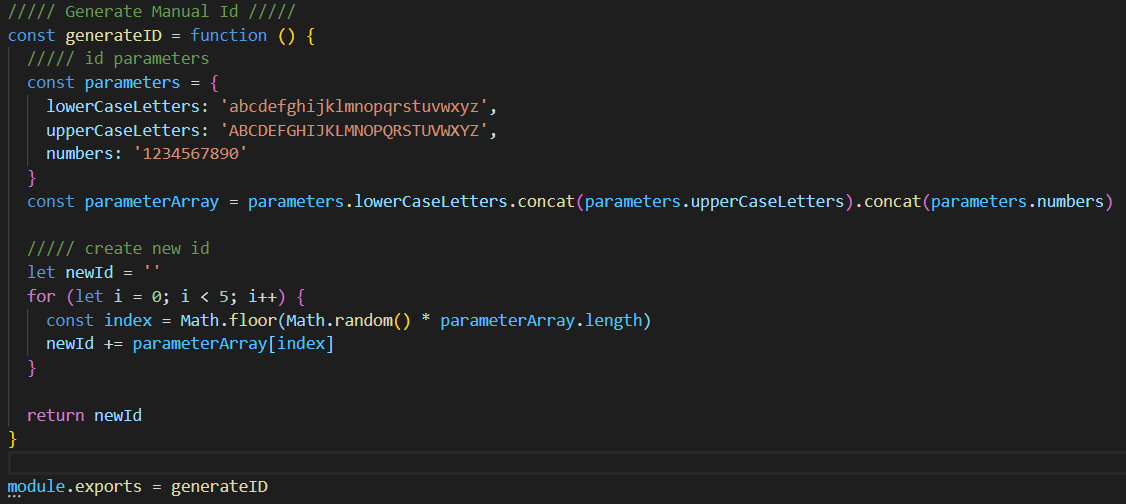 ///// Generate Manual Id /////
const generateID = function () {
  ///// id parameters
  const parameters = {
    lowerCaseLetters: 'abcdefghijklmnopqrstuvwxyz',
    upperCaseLetters: 'ABCDEFGHIJKLMNOPQRSTUVWXYZ',
    numbers: '1234567890'
  }
  const parameterArray = parameters.lowerCaseLetters.concat(parameters.upperCaseLetters).concat(parameters.numbers)

  ///// create new id
  let newId = ''
  for (let i = 0; i < 5; i++) {
    const index = Math.floor(Math.random() * parameterArray.length)
    newId += parameterArray[index]
  }

  return newId
}

module.exports = generateID